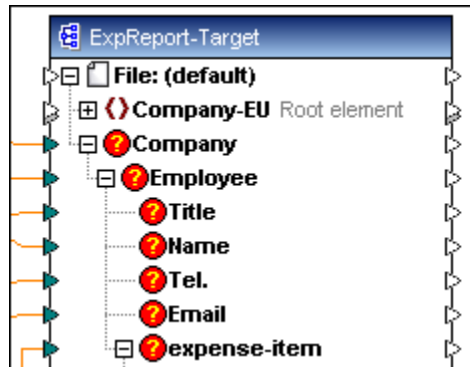 ExpReport-Target
File: (default)
Company-EU Root element
Company
Employee
Title
Name
Tel.
Email
expense-item